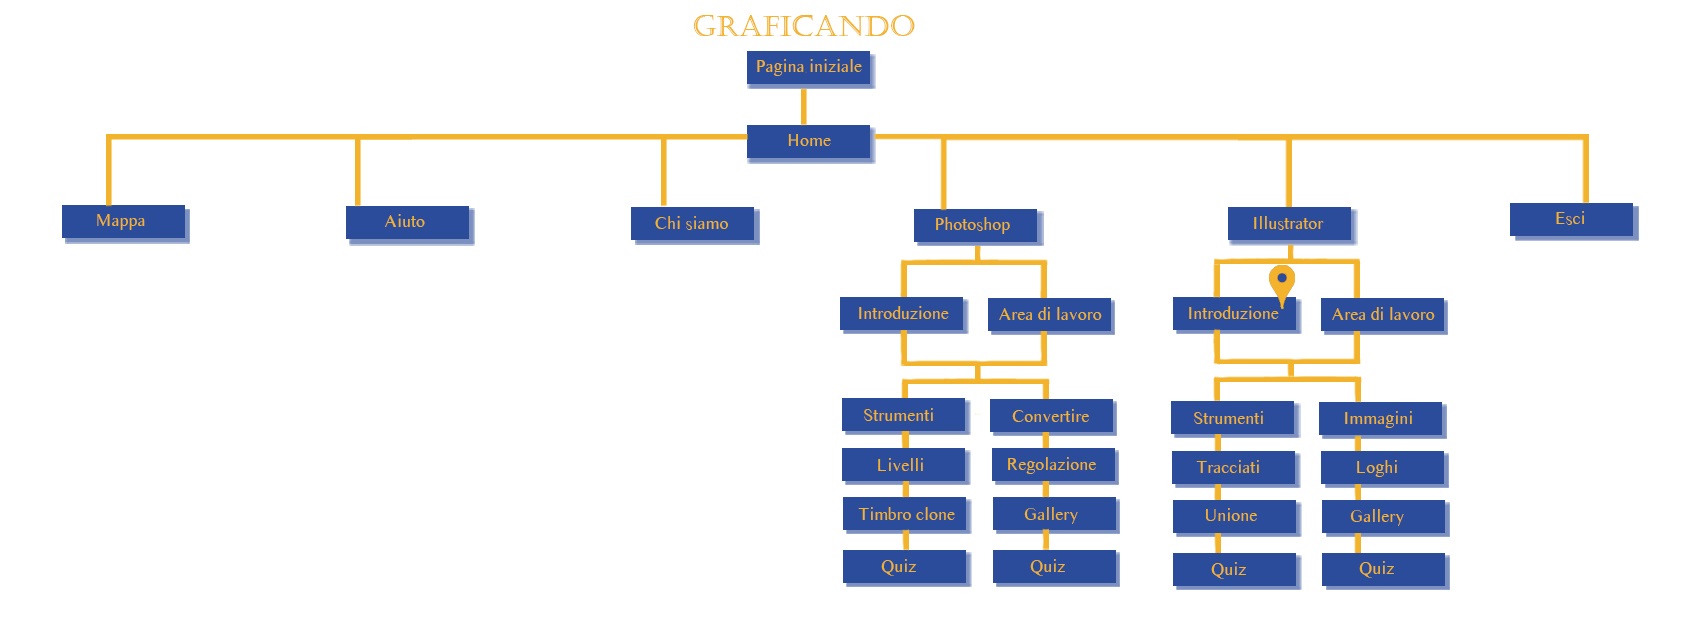 GRAFICANDO
Pagina iniziale
Home
Mappa
Aiuto
Chi siamo
Photoshop
Illustrator
Esci
Introduzione
Area di lavoro
Introduzione
Area di lavoro
Strumenti
Convertire
Strumenti
Immagini
Livelli
Regolazione
Tracciati
Loghi
Timbro clone
Gallery
Unione
Gallery
Quiz
Quiz
Quiz
Quiz